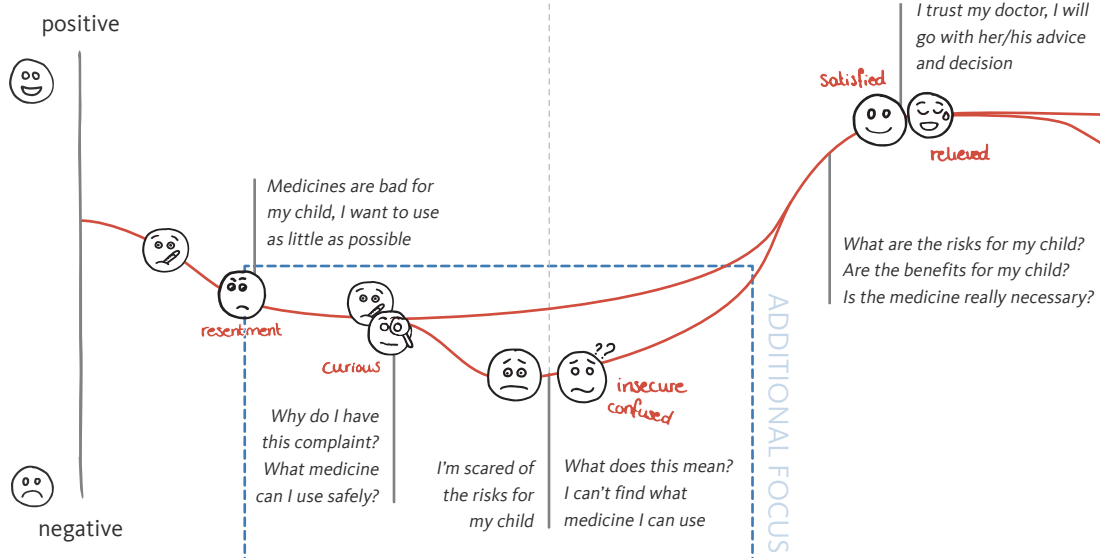 positive
I trust my doctor, I will
go with her/his advice
and decision
satisfied
relieved
Medicines are bad for
my child, I want to use
as little as possible
resentment
curious
??
insecure
confused
Why do I have
this complaint?
What medicine
can I use safely?
I'm scared of
the risks for
my child
What does this mean?
I can't find what
medicine I can use
What are the risks for my child?
Are the benefits for my child?
Is the medicine really necessary?
ADDITIONAL FOCUS
negative